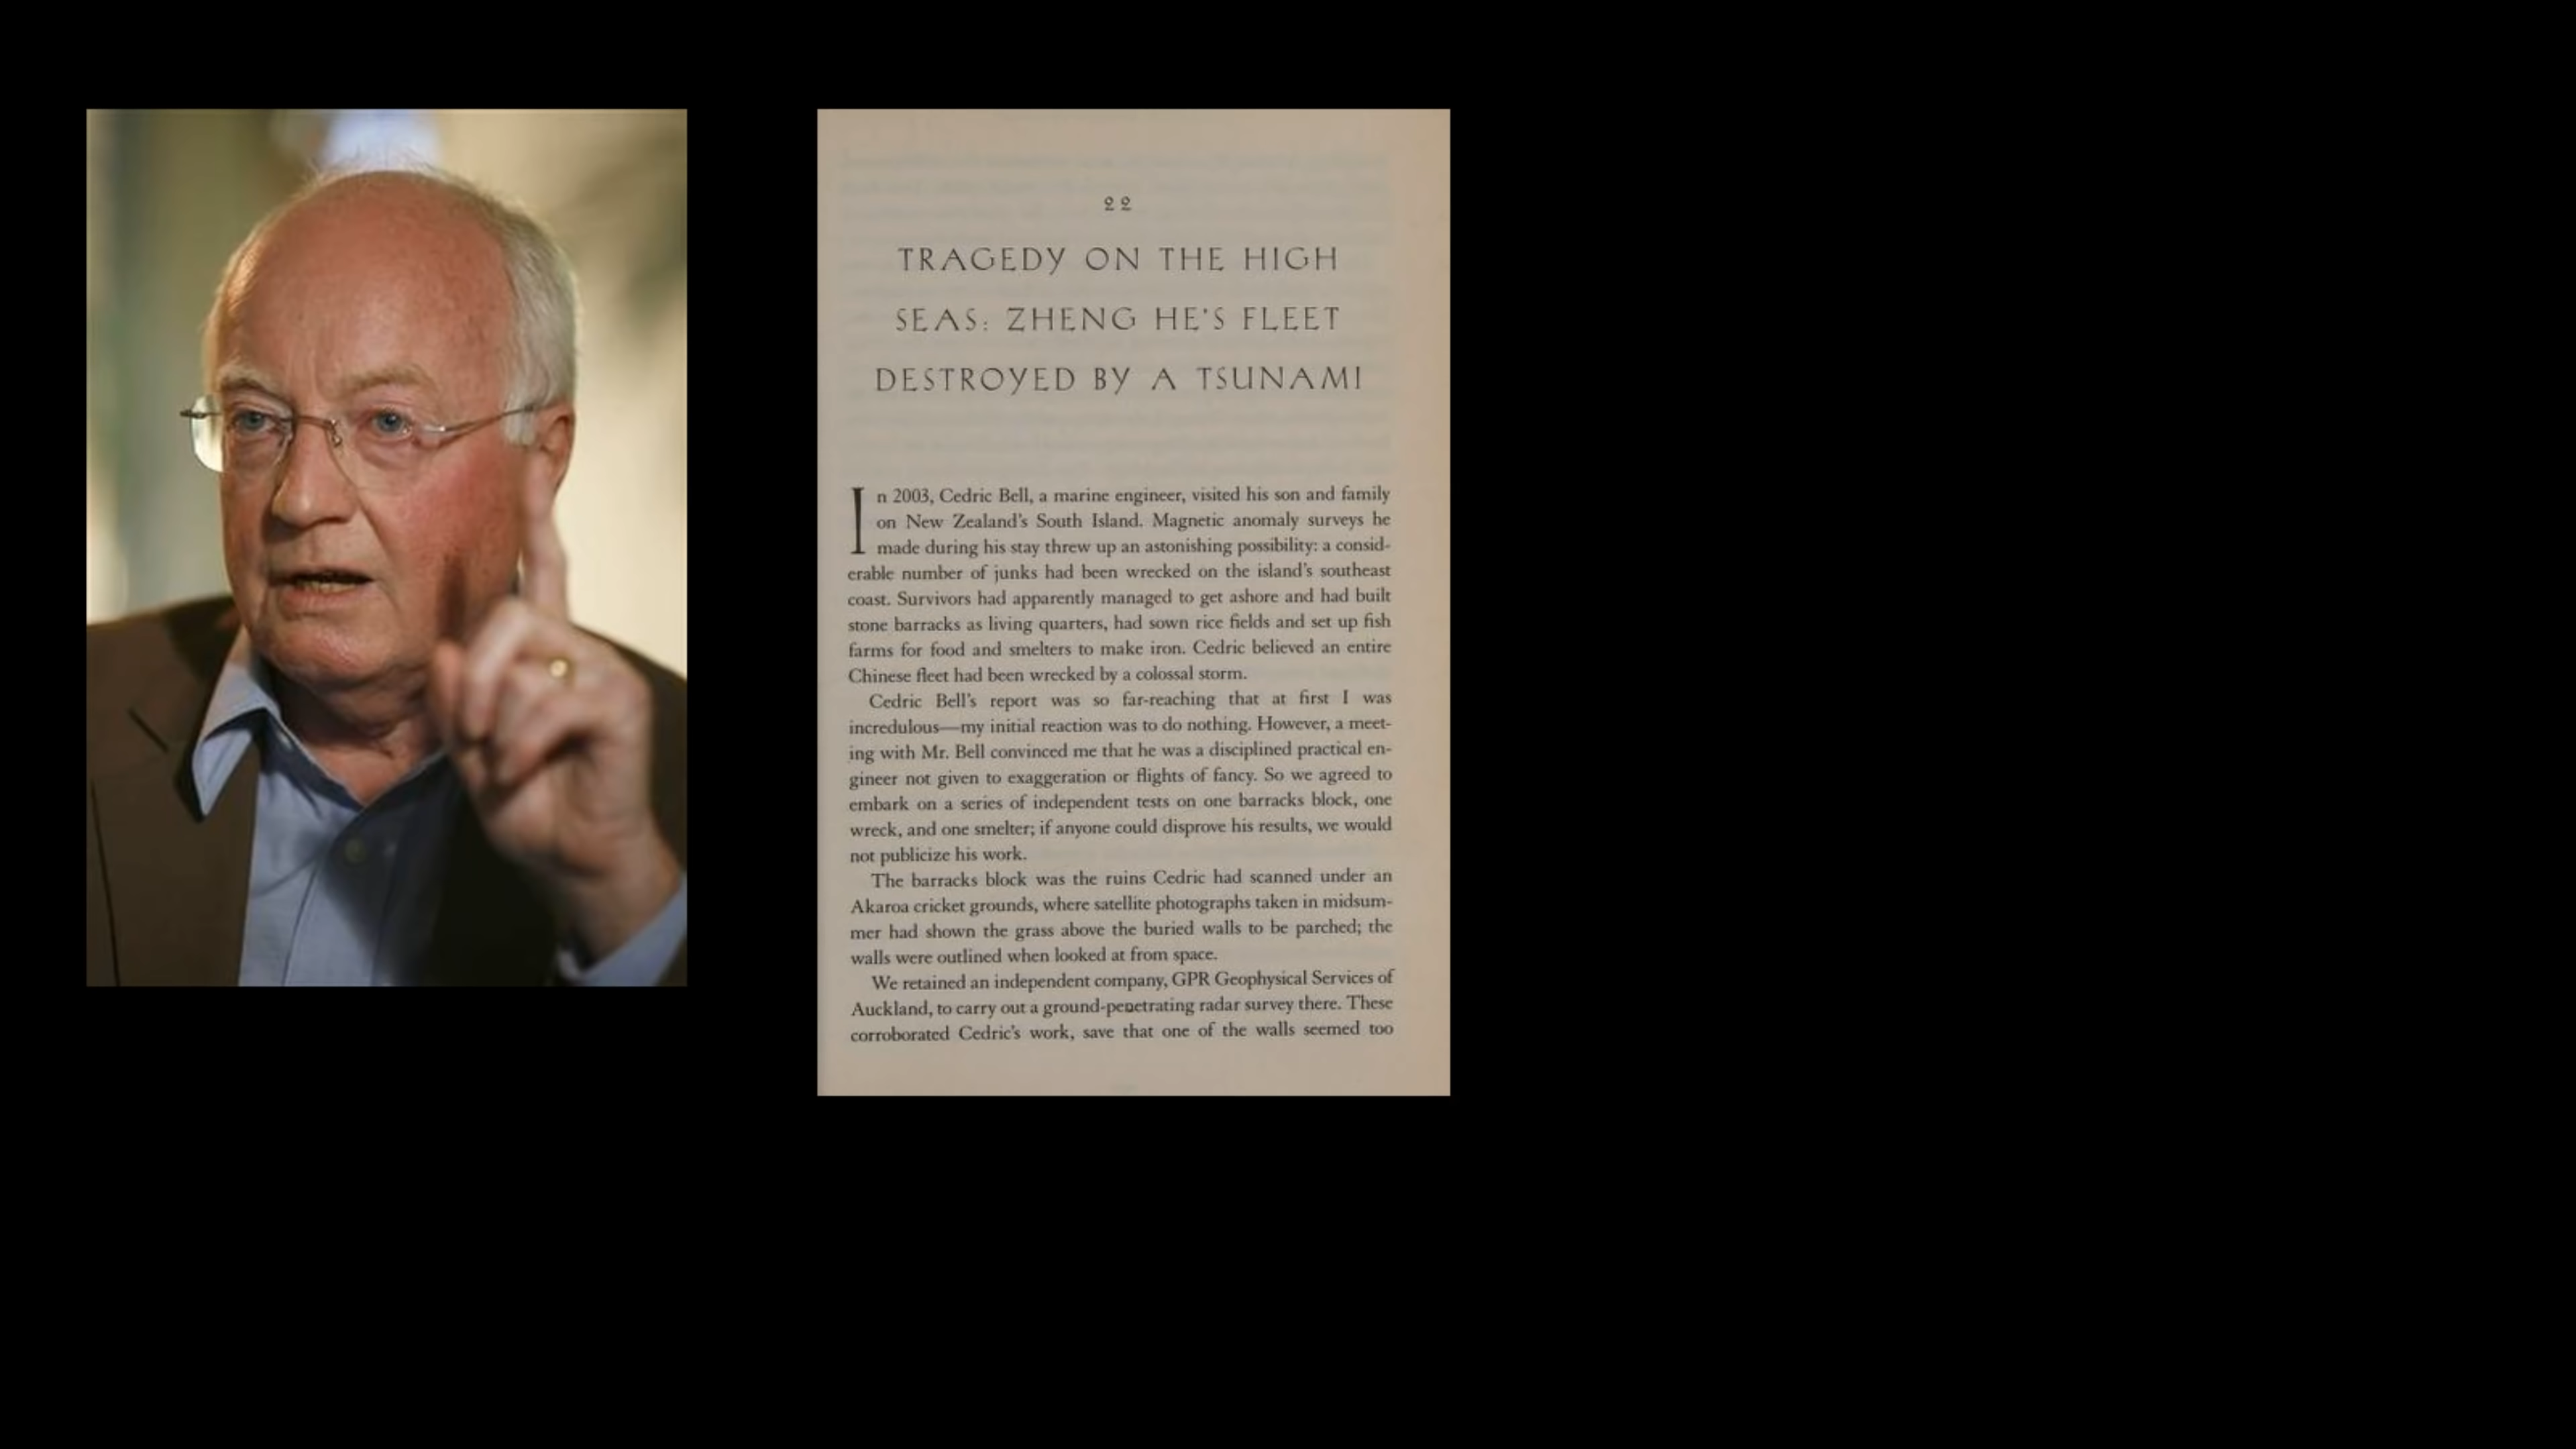 22
TRAGEDY ON THE HIGH
SEAS: ZHENG HE'S FLEET
DESTROYED BY A TSUNAMI
In 2003, Cedric Bell, a marine engineer, visited his son and family
on New Zealand's South Island. Magnetic anomaly surveys he
made during his stay threw up an astonishing possibility: a consid-
erable number of junks had been wrecked on the island's southeast
coast. Survivors had apparently managed to get ashore and had built
stone barracks as living quarters, had sown rice fields and set up fish
farms for food and smelters to make iron. Cedric believed an entire
Chinese fleet had been wrecked by a colossal storm.
Cedric Bell's report was so far-reaching that at first I was
incredulous—my initial reaction was to do nothing. However, a meet-
ing with Mr. Bell convinced me that he was a disciplined practical en-
gineer not given to exaggeration or flights of fancy. So we agreed to
embark on a series of independent tests on one barracks block, one
wreck, and one smelter; if anyone could disprove his results, we would
not publicize his work.
The barracks block was the ruins Cedric had scanned under an
Akaroa cricket grounds, where satellite photographs taken in midsum-
mer had shown the grass above the buried walls to be parched; the
walls were outlined when looked at from space.
We retained an independent company, GPR Geophysical Services of
Auckland, to carry out a ground-penetrating radar survey there. These
corroborated Cedric's work, save that one of the walls seemed too